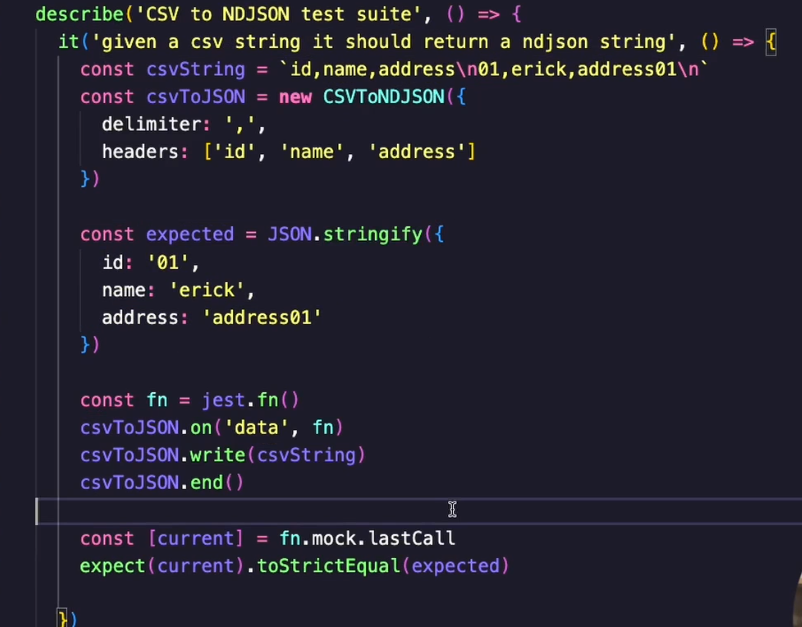 describe('CSV to NDJSON test suite', () => {
it('given a csv string it should return a ndjson string', () => {
const csvString = `id,name,address\n01,erick,address01\n`
const csvToJSON = new CSVToNDJSON({
delimiter: ',',
headers: ['id', 'name', 'address']
})
const expected = JSON.stringify({
id: '01',
name: 'erick',
address: 'address01'
})
const fn = jest.fn()
csvToJSON.on('data', fn)
csvToJSON.write(csvString)
csvToJSON.end()
const [current] = fn.mock.lastCall
expect(current).toStrictEqual(expected)
})